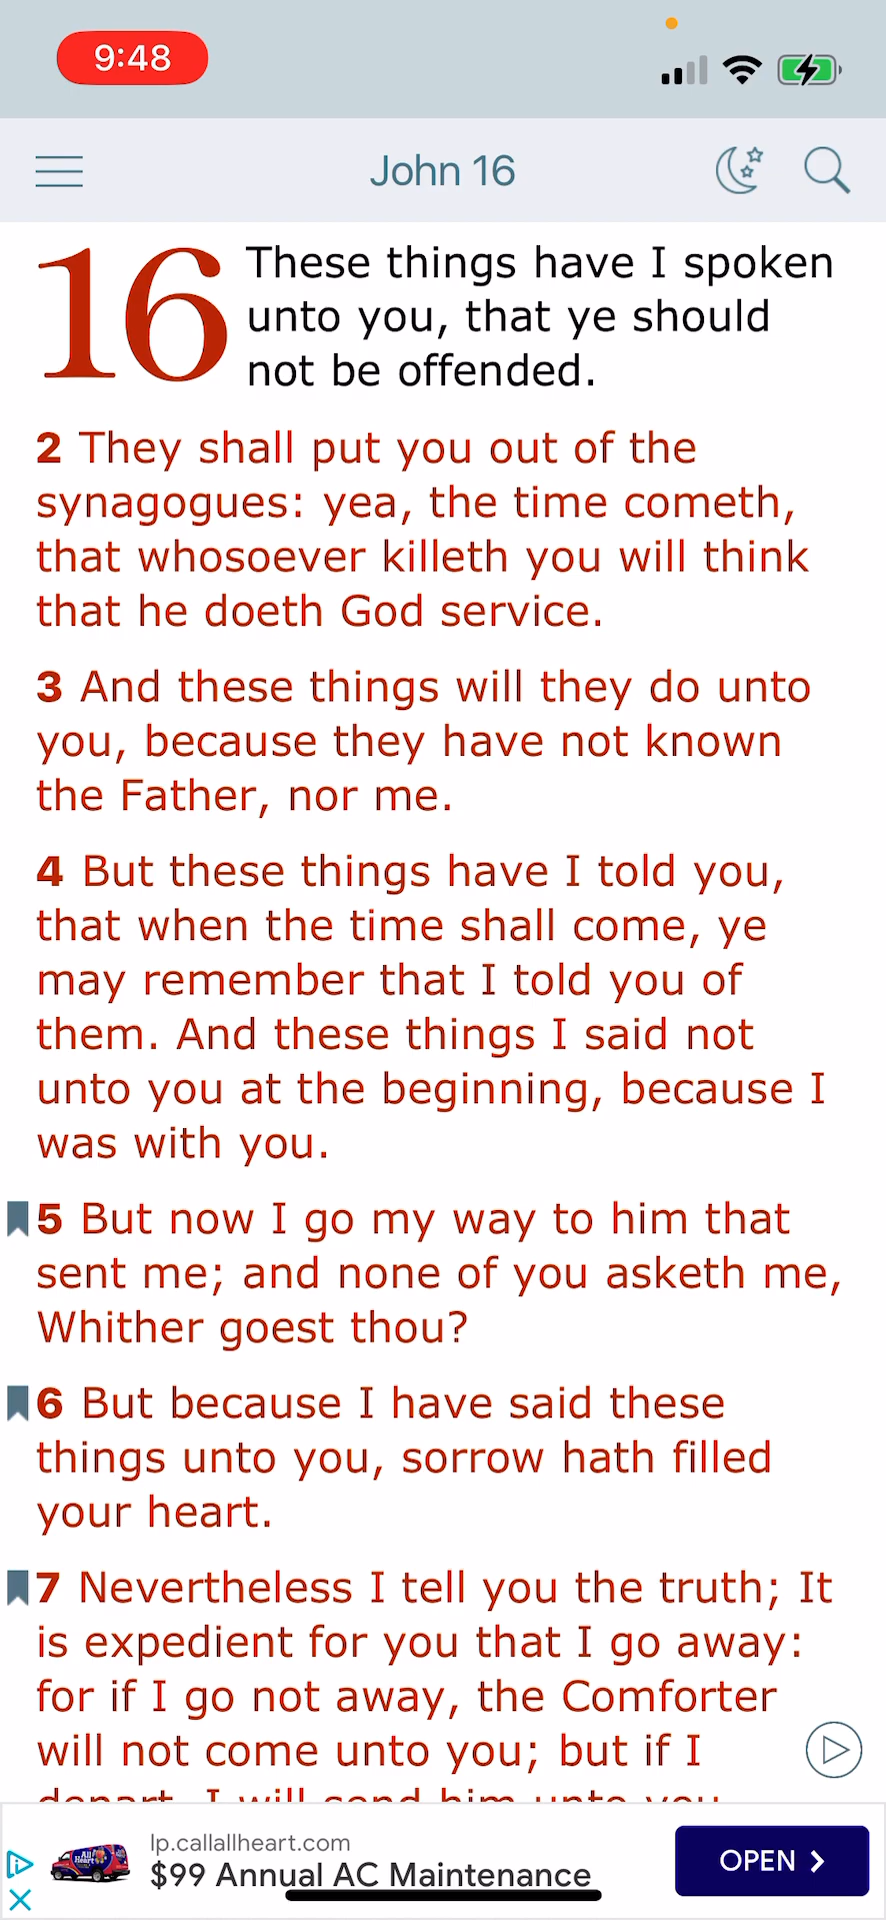 9:48
John 16
16 These things have I spoken
unto you, that ye should
not be offended.
2 They shall put you out of the
synagogues: yea, the time cometh,
that whosoever killeth you will think
that he doeth God service.
3 And these things will they do unto
you, because they have not known
the Father, nor me.
4 But these things have I told you,
that when the time shall come, ye
may remember that I told you of
them. And these things I said not
unto you at the beginning, because I
was with you.
5 But now I go my way to him that
sent me; and none of you asketh me,
Whither goest thou?
6 But because I have said these
things unto you, sorrow hath filled
your heart.
7 Nevertheless I tell you the truth; It
is expedient for you that I go away:
for if I go not away, the Comforter
will not come unto you; but if I
depart, I will send him unto you.
lp.callallheart.com
All Heart
$99 Annual AC Maintenance
OPEN